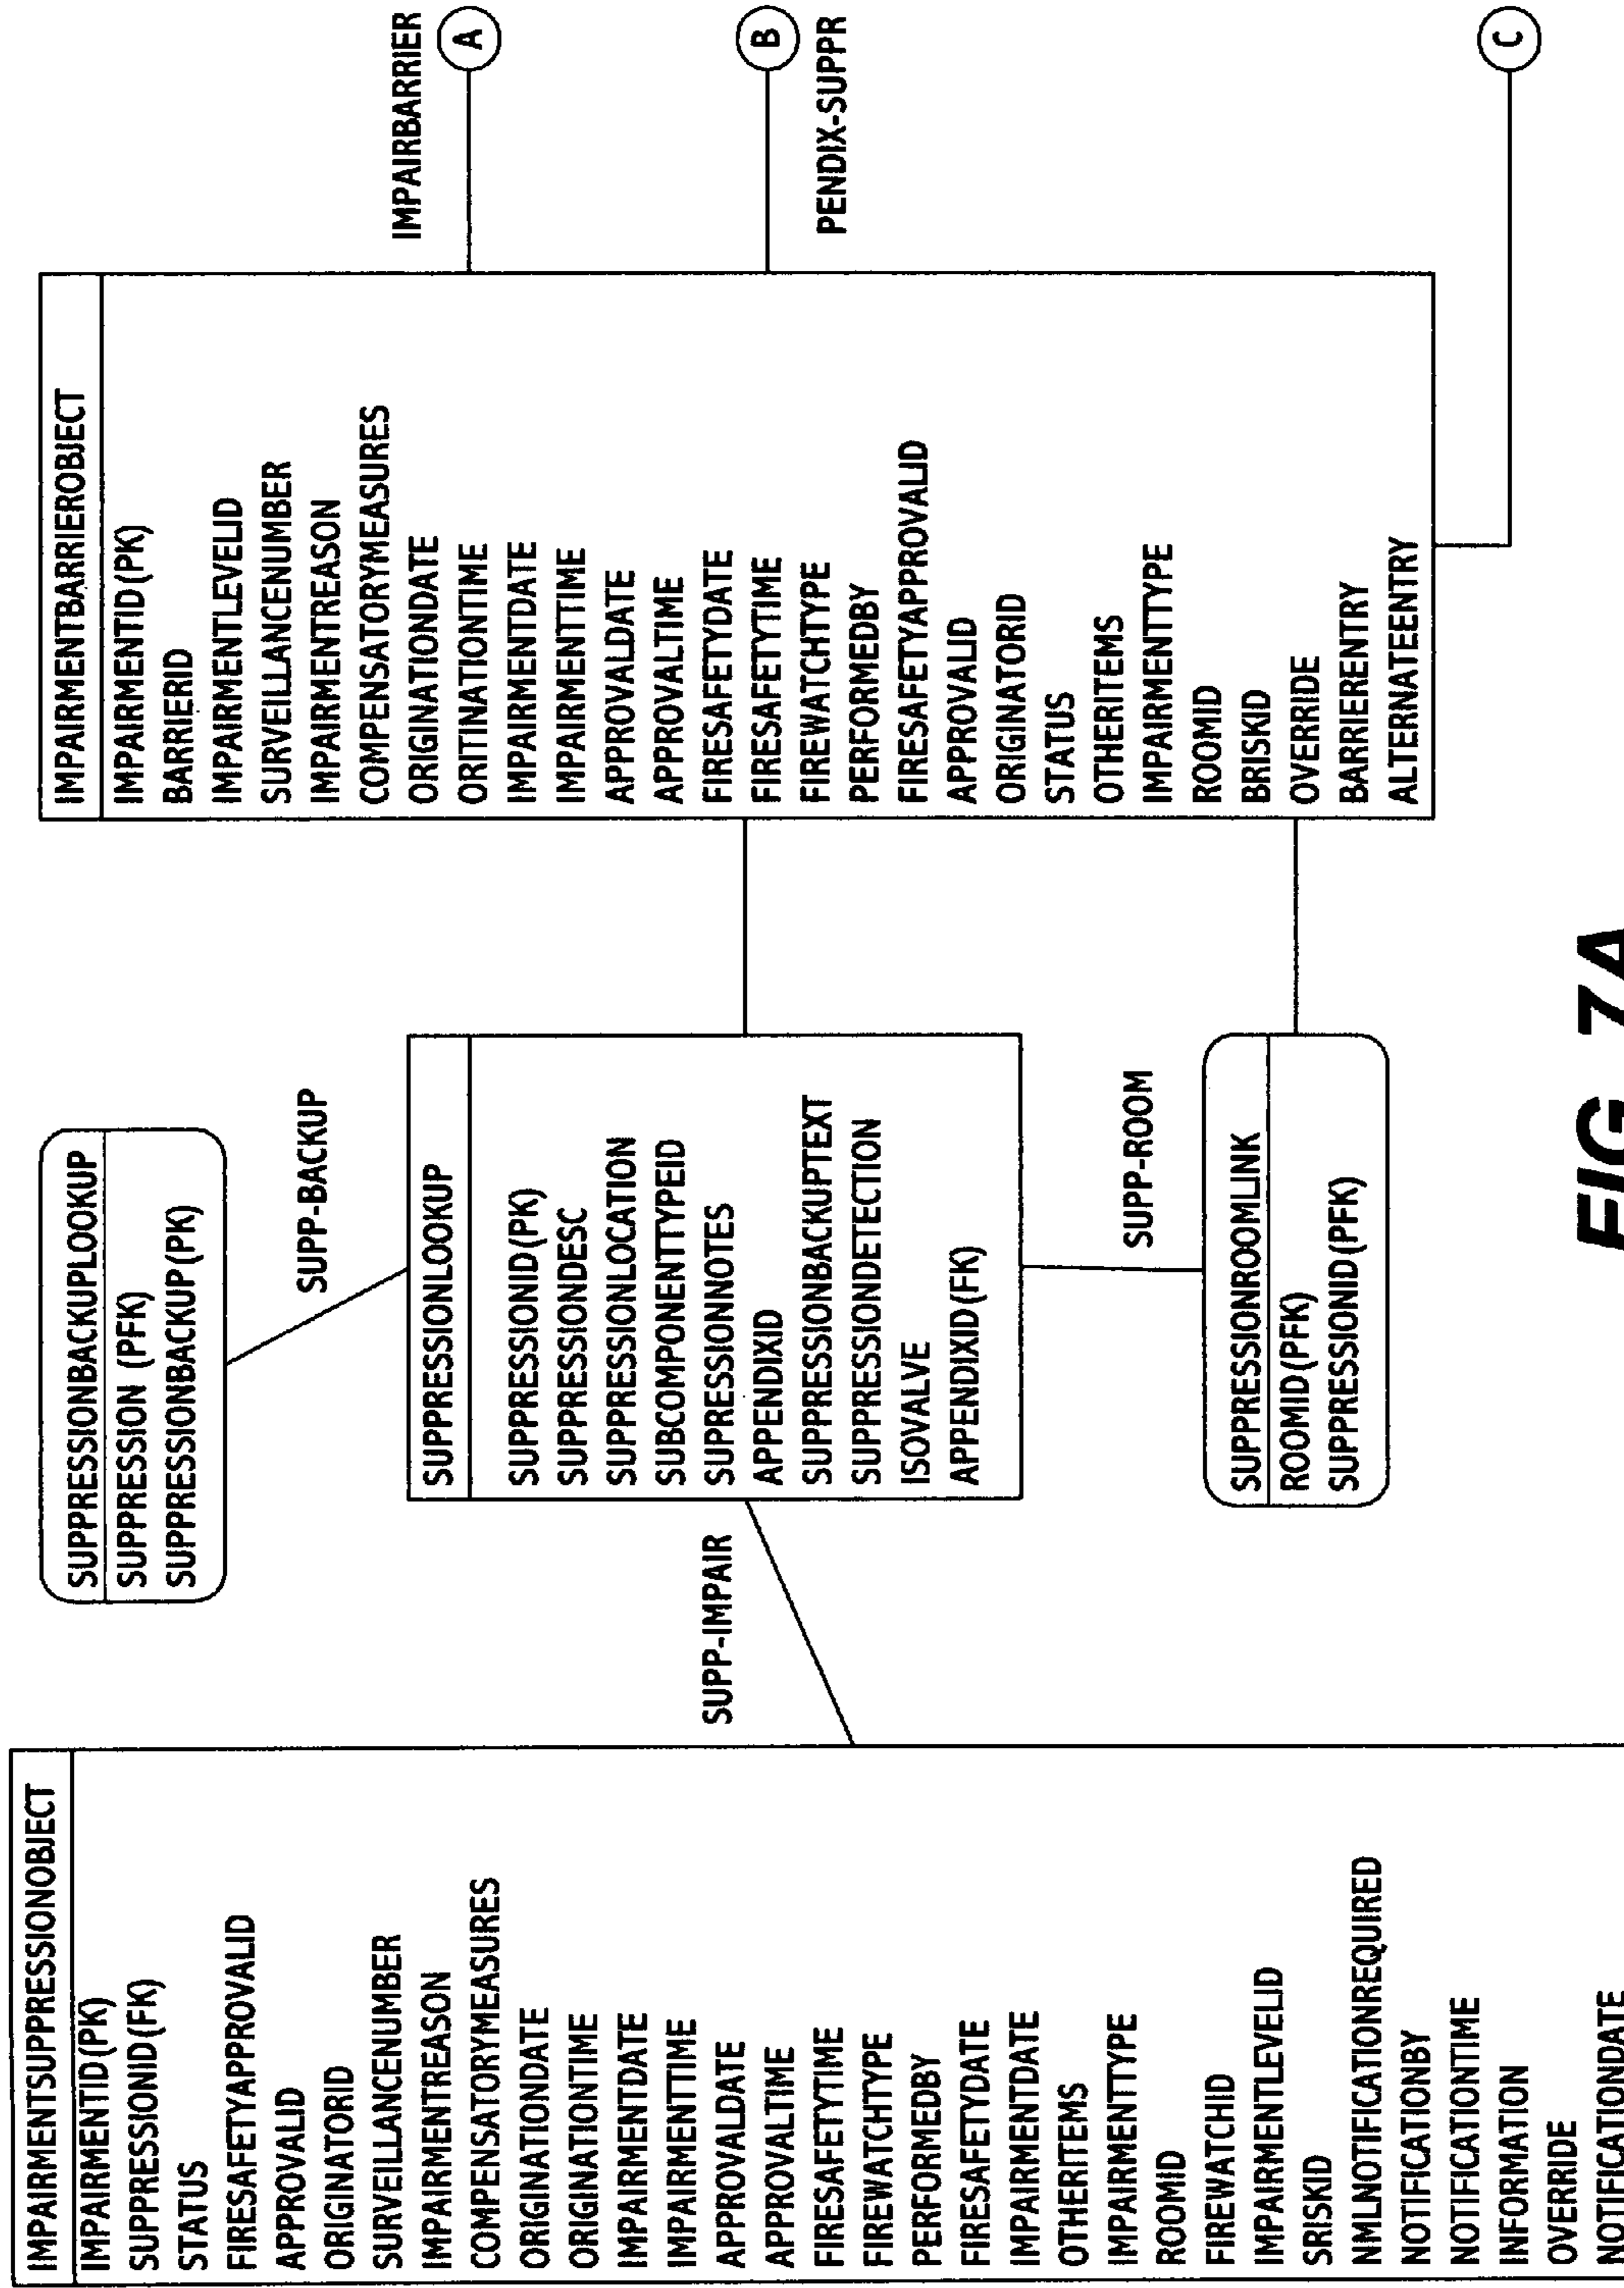 IMPAIRMENTSUPPRESSIONOBJECT
IMPAIRMENTID(PK)
SUPPRESSIONID(FK)
STATUS
FIRESAFETYAPPROVALID
APPROVALID
ORIGINATORID
SURVEILLANCENUMBER
IMPAIRMENTREASON
COMPENSATORYMEASURES
ORIGINATIONDATE
ORIGINATIONTIME
IMPAIRMENTDATE
IMPAIRMENTTIME
APPROVALDATE
APPROVALTIME
FIRESAFETYTIME
FIREWATCHTYPE
PERFORMEDBY
FIRESAFETYDATE
IMPAIRMENTDATE
OTHERITEMS
IMPAIRMENTTYPE
ROOMID
FIREWATCHID
IMPAIRMENTLEVELID
SRISKID
NMLNOTIFICATIONREQUIRED
NOTIFICATIONBY
NOTIFICATIONTIME
INFORMATION
OVERRIDE
NOTIFICATIONDATE
SUPP-IMPAIR
SUPPRESSIONBACKUPLOOKUP
SUPPRESSION (PFK)
SUPPRESSIONBACKUP(PK)
SUPP-BACKUP
SUPPRESSIONLOOKUP
SUPPRESSIONID(PK)
SUPPRESSIONDESC
SUPPRESSIONLOCATION
SUBCOMPONENTTYPEID
SUPRESSIONNOTES
APPENDIXID
SUPPRESSIONBACKUPTEXT
SUPPRESSIONDETECTION
ISOVALVE
APPENDIXID(FK)
SUPP-ROOM
SUPPRESSIONROOMLINK
ROOMID(PFK)
SUPPRESSIONID(PFK)
IMPAIRMENTBARRIEROBJECT
IMPAIRMENTID(PK)
BARRIERID
IMPAIRMENTLEVELID
SURVEILLANCENUMBER
IMPAIRMENTREASON
COMPENSATORYMEASURES
ORIGINATIONDATE
ORITINATIONTIME
IMPAIRMENTDATE
IMPAIRMENTTIME
APPROVALDATE
APPROVALTIME
FIRESAFETYDATE
FIRESAFETYTIME
FIREWATCHTYPE
PERFORMEDBY
FIRESAFETYAPPROVALID
APPROVALID
ORIGINATORID
STATUS
OTHERITEMS
IMPAIRMENTTYPE
ROOMID
BRISKID
OVERRIDE
BARRIERENTRY
ALTERNATEENTRY
IMPAIRBARRIER
A
B
PENDIX-SUPPR
C
FIG. 7A